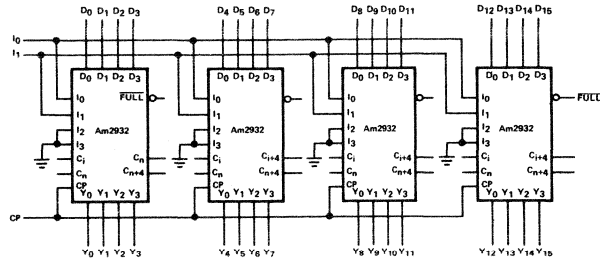 D0 D1 D2 D3 D4 D5 D6 D7 D8 D9 D10 D11 D12 D13 D14 D15
I0
I1
D0 D1 D2 D3 D0 D1 D2 D3 D0 D1 D2 D3 D0 D1 D2 D3
I0 FULL I0 I0 I0 FULL
I1 I1 I1 I1
Am2932 Am2932 Am2932 Am2932
I2 I2 I2 I2
I3 I3 I3 I3
Ci Cn Ci Ci+4 Ci Ci+4 Ci Ci+4
Cn Cn+4 Cn Cn+4 Cn Cn+4 Cn Cn+4
CP CP CP CP
Y0 Y1 Y2 Y3 Y0 Y1 Y2 Y3 Y0 Y1 Y2 Y3 Y0 Y1 Y2 Y3
CP
Y0 Y1 Y2 Y3 Y4 Y5 Y6 Y7 Y8 Y9 Y10 Y11 Y12 Y13 Y14 Y15